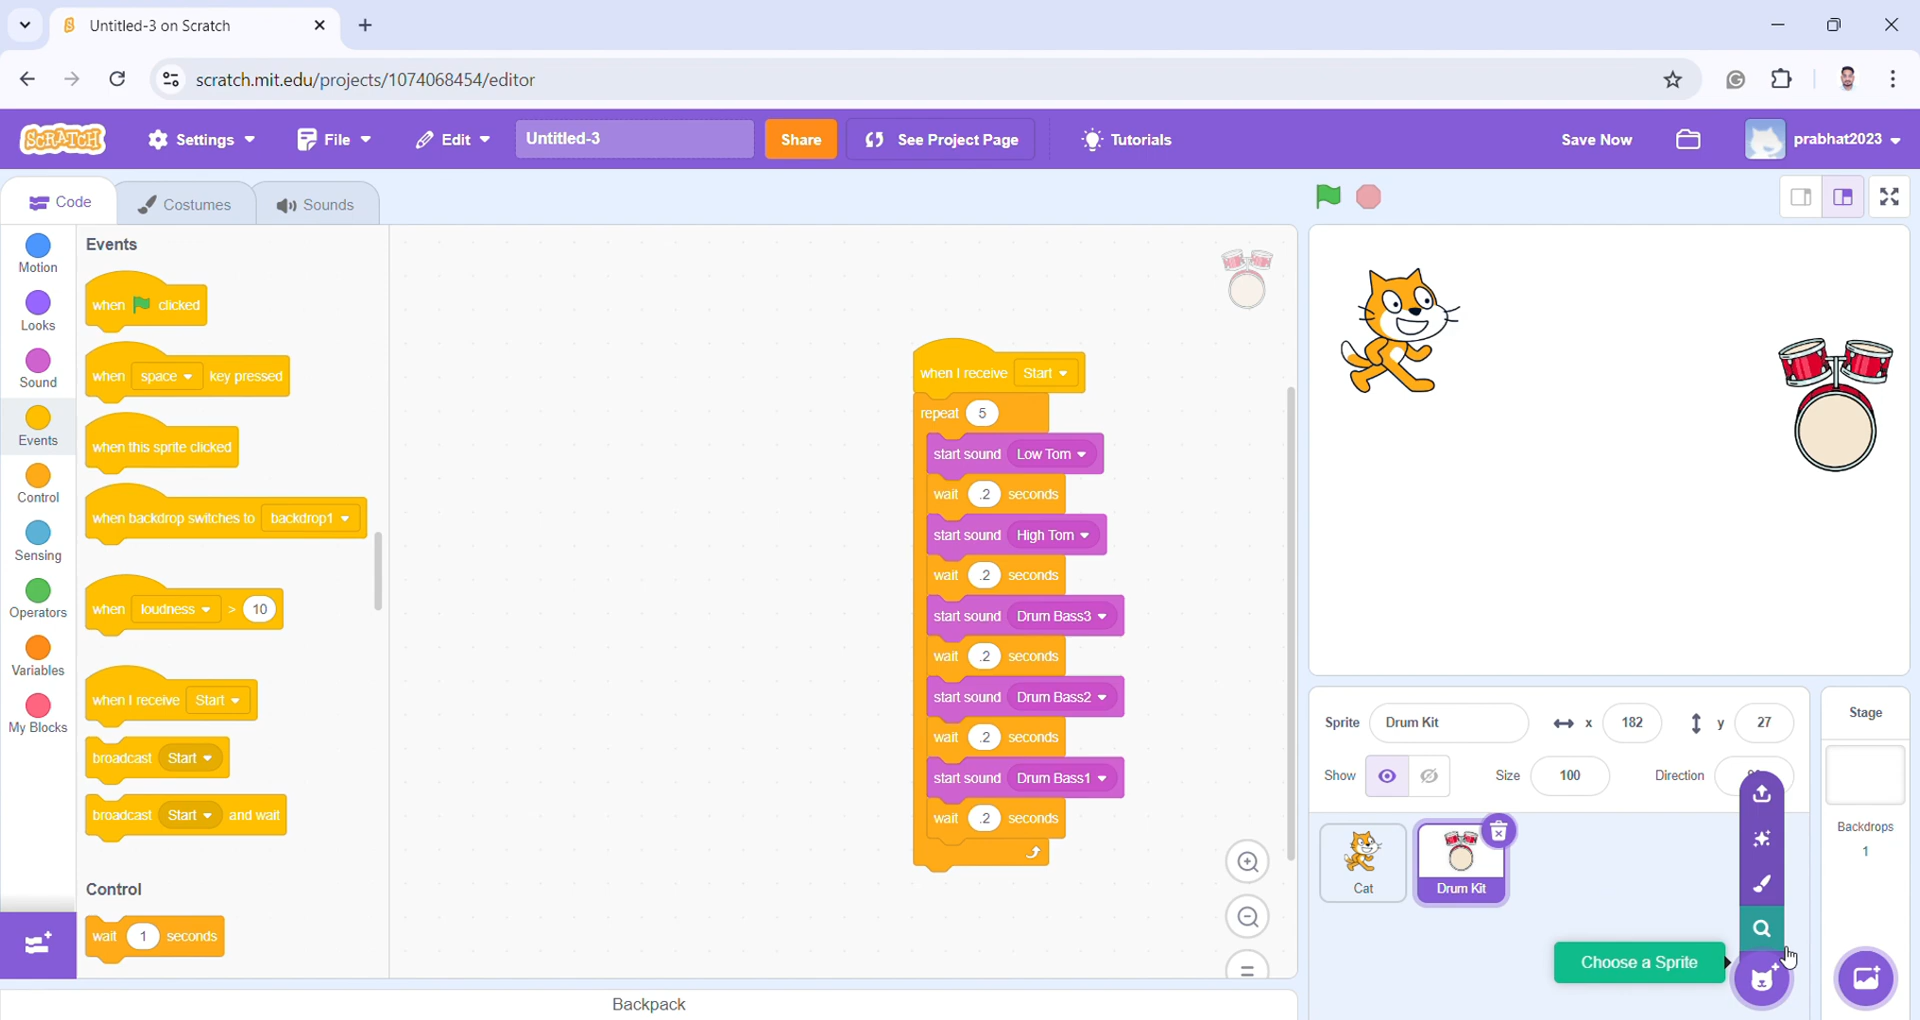 Untitled-3 on Scratch
scratch.mit.edu/projects/1074068454/editor
SCRATCH
Settings
File
Edit
Untitled-3
Share
See Project Page
Tutorials
Save Now
prabhat2023
Code
Costumes
Sounds
Motion
Looks
Sound
Events
Control
Sensing
Operators
Variables
My Blocks
Events
when clicked
when space key pressed
when this sprite clicked
when backdrop switches to backdrop1
when loudness > 10
when I receive Start
broadcast Start
broadcast Start and wait
Control
wait 1 seconds
when I receive Start
repeat 5
start sound Low Tom
wait .2 seconds
start sound High Tom
wait .2 seconds
start sound Drum Bass3
wait .2 seconds
start sound Drum Bass2
wait .2 seconds
start sound Drum Bass1
wait .2 seconds
Backpack
Sprite Drum Kit x 182 y 27
Show Size 100 Direction
Cat
Drum Kit
Choose a Sprite
Stage
Backdrops
1